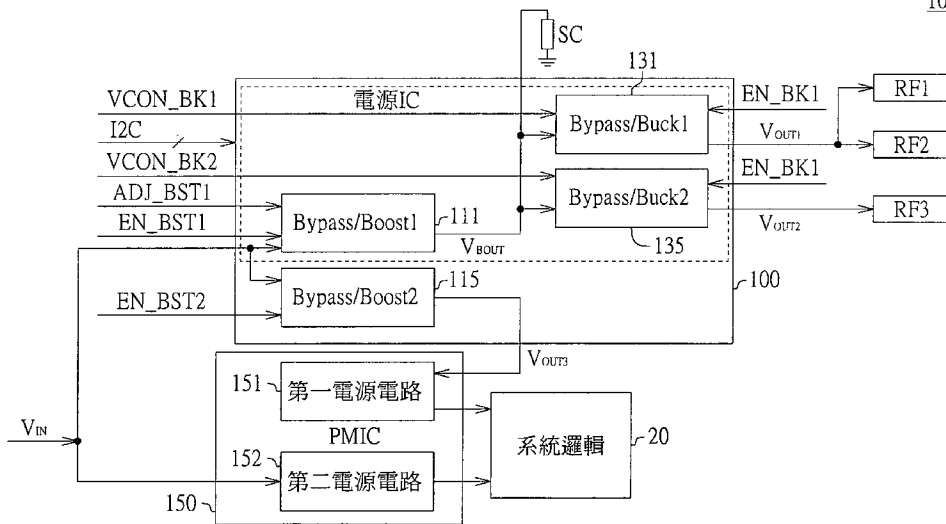 10
SC
131
VCON_BK1
電源IC
EN_BK1
RF1
I2C
Bypass/Buck1
VOUT1
RF2
VCON_BK2
EN_BK1
ADJ_BST1
Bypass/Buck2
RF3
EN_BST1
Bypass/Boost1
111
VOUT2
VBOUT
135
115
EN_BST2
Bypass/Boost2
100
VOUT3
151
第一電源電路
VIN
PMIC
系統邏輯
20
152
第二電源電路
150